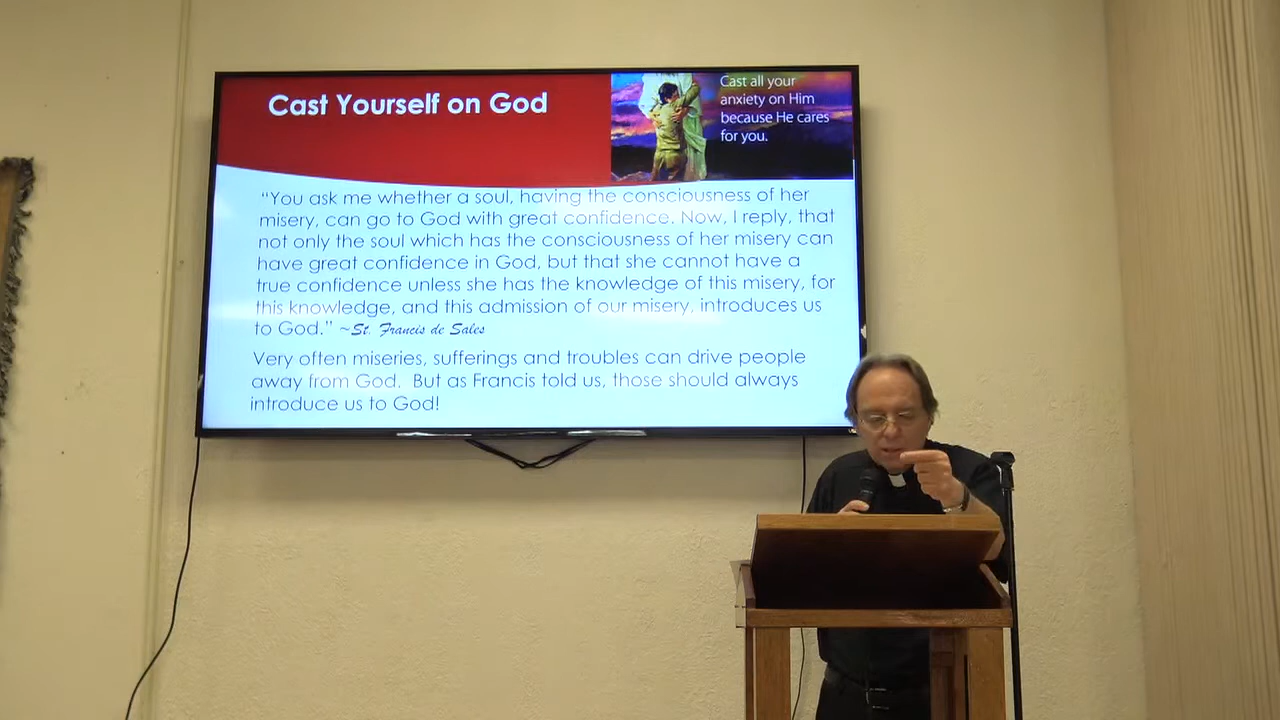 Cast Yourself on God
Cast all your
anxiety on Him
because He cares
for you.
“You ask me whether a soul, having the consciousness of her
misery, can go to God with great confidence. Now, I reply, that
not only the soul which has the consciousness of her misery can
have great confidence in God, but that she cannot have a
true confidence unless she has the knowledge of this misery, for
this knowledge, and this admission of our misery, introduces us
to God.” ~St. Francis de Sales
Very often miseries, sufferings and troubles can drive people
away from God.  But as Francis told us, those should always
introduce us to God!